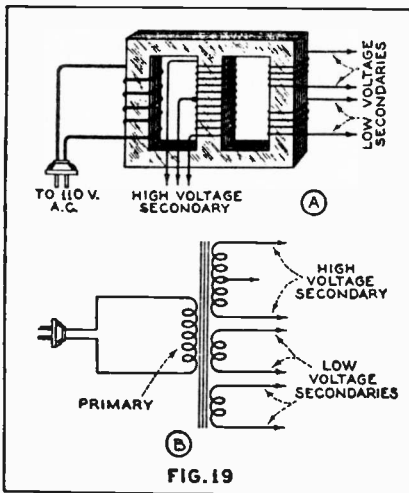 TO 110 V.
A.C.
HIGH VOLTAGE
SECONDARY
LOW VOLTAGE
SECONDARIES
A
HIGH
VOLTAGE
SECONDARY
LOW
VOLTAGE
SECONDARIES
PRIMARY
B
FIG.19